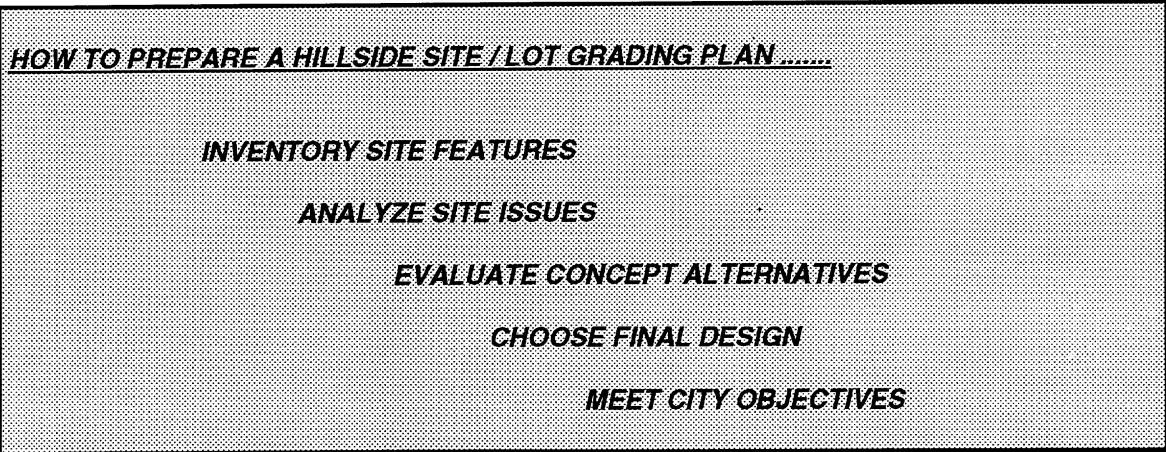 HOW TO PREPARE A HILLSIDE SITE / LOT GRADING PLAN .......
INVENTORY SITE FEATURES
ANALYZE SITE ISSUES
EVALUATE CONCEPT ALTERNATIVES
CHOOSE FINAL DESIGN
MEET CITY OBJECTIVES